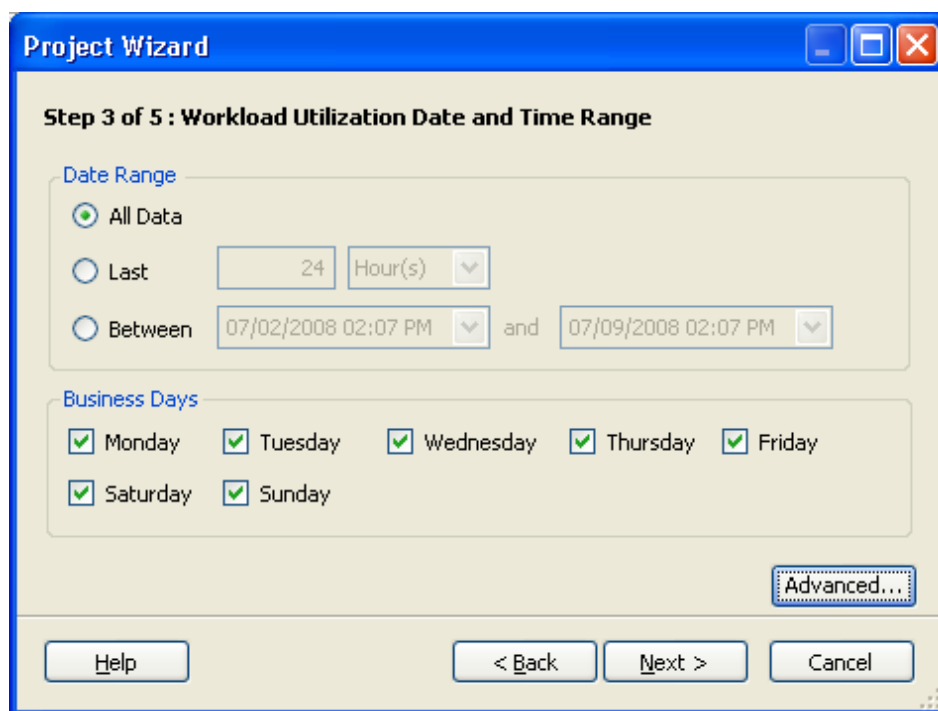 Project Wizard
Step 3 of 5 : Workload Utilization Date and Time Range
Date Range
All Data
Last 24 Hour(s)
Between 07/02/2008 02:07 PM and 07/09/2008 02:07 PM
Business Days
Monday Tuesday Wednesday Thursday Friday
Saturday Sunday
Advanced...
Help < Back Next > Cancel